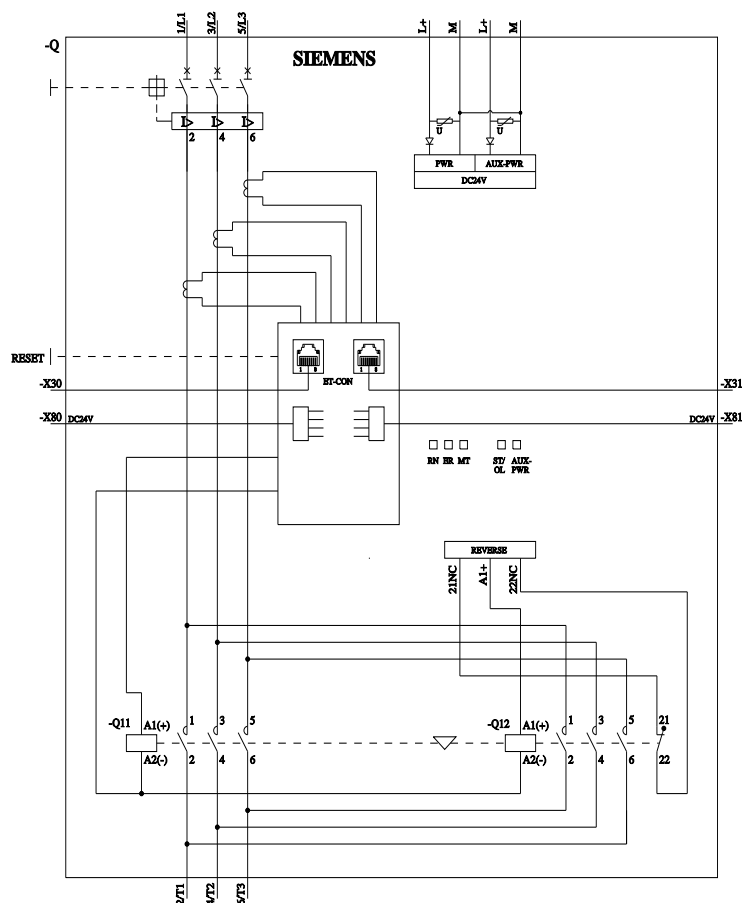 1/L1 3/L2 5/L3 L+ M L+ M
-Q
SIEMENS
I> I> I>
2 4 6
U U
PWR AUX-PWR
DC24V
RESET
1 8 1 8
ET-CON
-X30 -X31
-X80 DC24V DC24V -X81
RN ER MT ST/ AUX-
OL PWR
REVERSE
21NC A1+ 22NC
-Q11 A1(+) 1 3 5 -Q12 A1(+) 1 3 5 21
A2(-) 2 4 6 A2(-) 2 4 6 22
2/T1 4/T2 6/T3